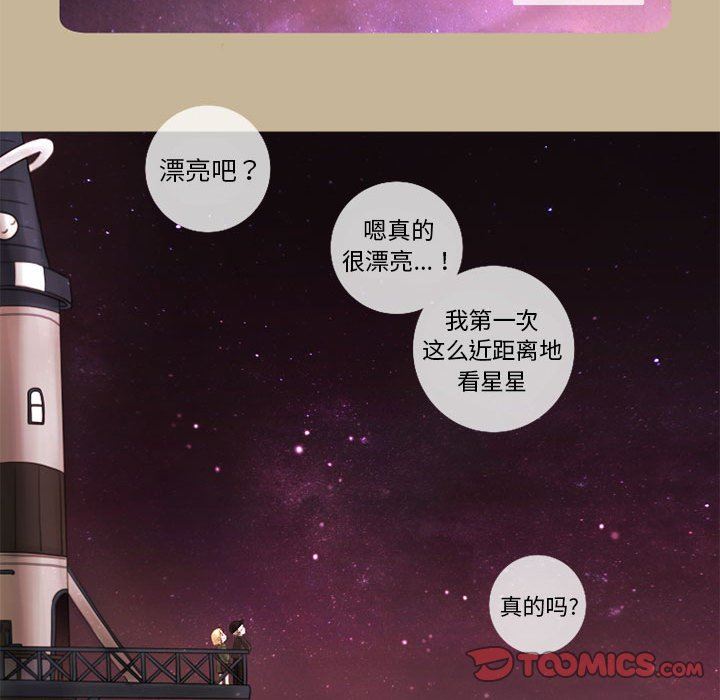 漂亮吧？
嗯真的
很漂亮...！
我第一次
这么近距离地
看星星
真的吗?
TOOMICS.COM